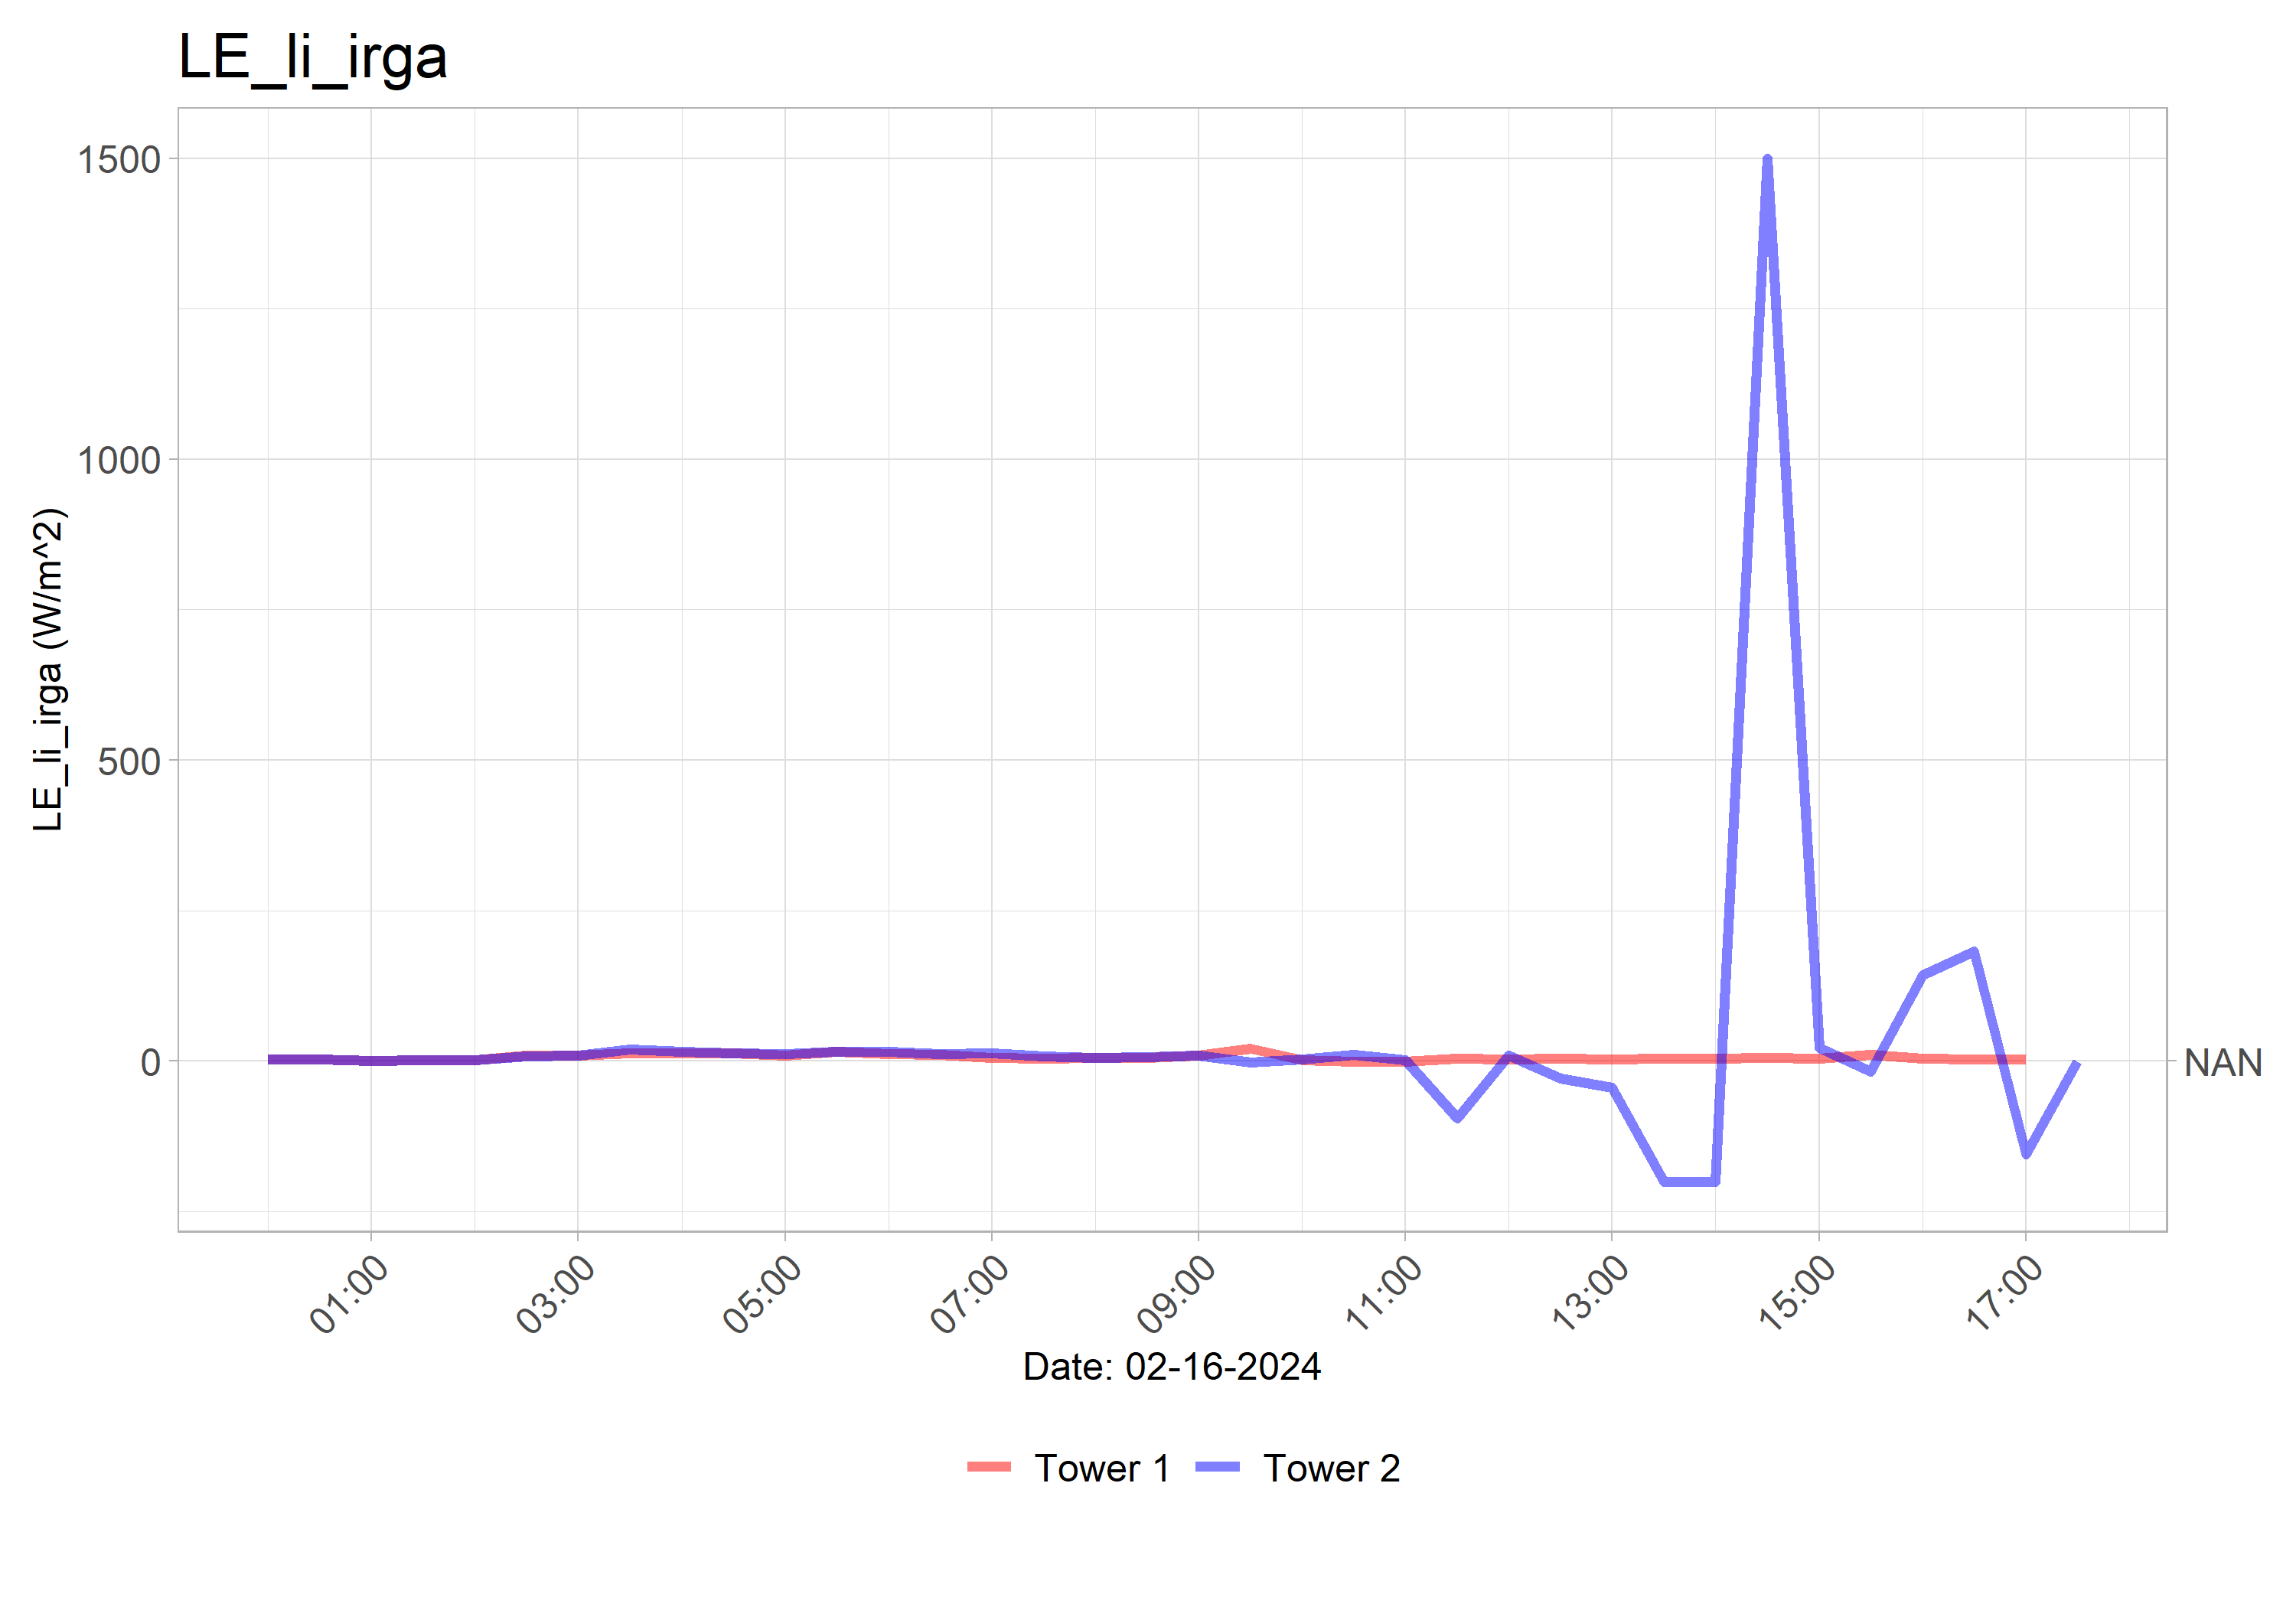 LE_li_irga
1500
1000
500
0
NAN
LE_li_irga (W/m^2)
01:00
03:00
05:00
07:00
09:00
11:00
13:00
15:00
17:00
Date: 02-16-2024
Tower 1
Tower 2